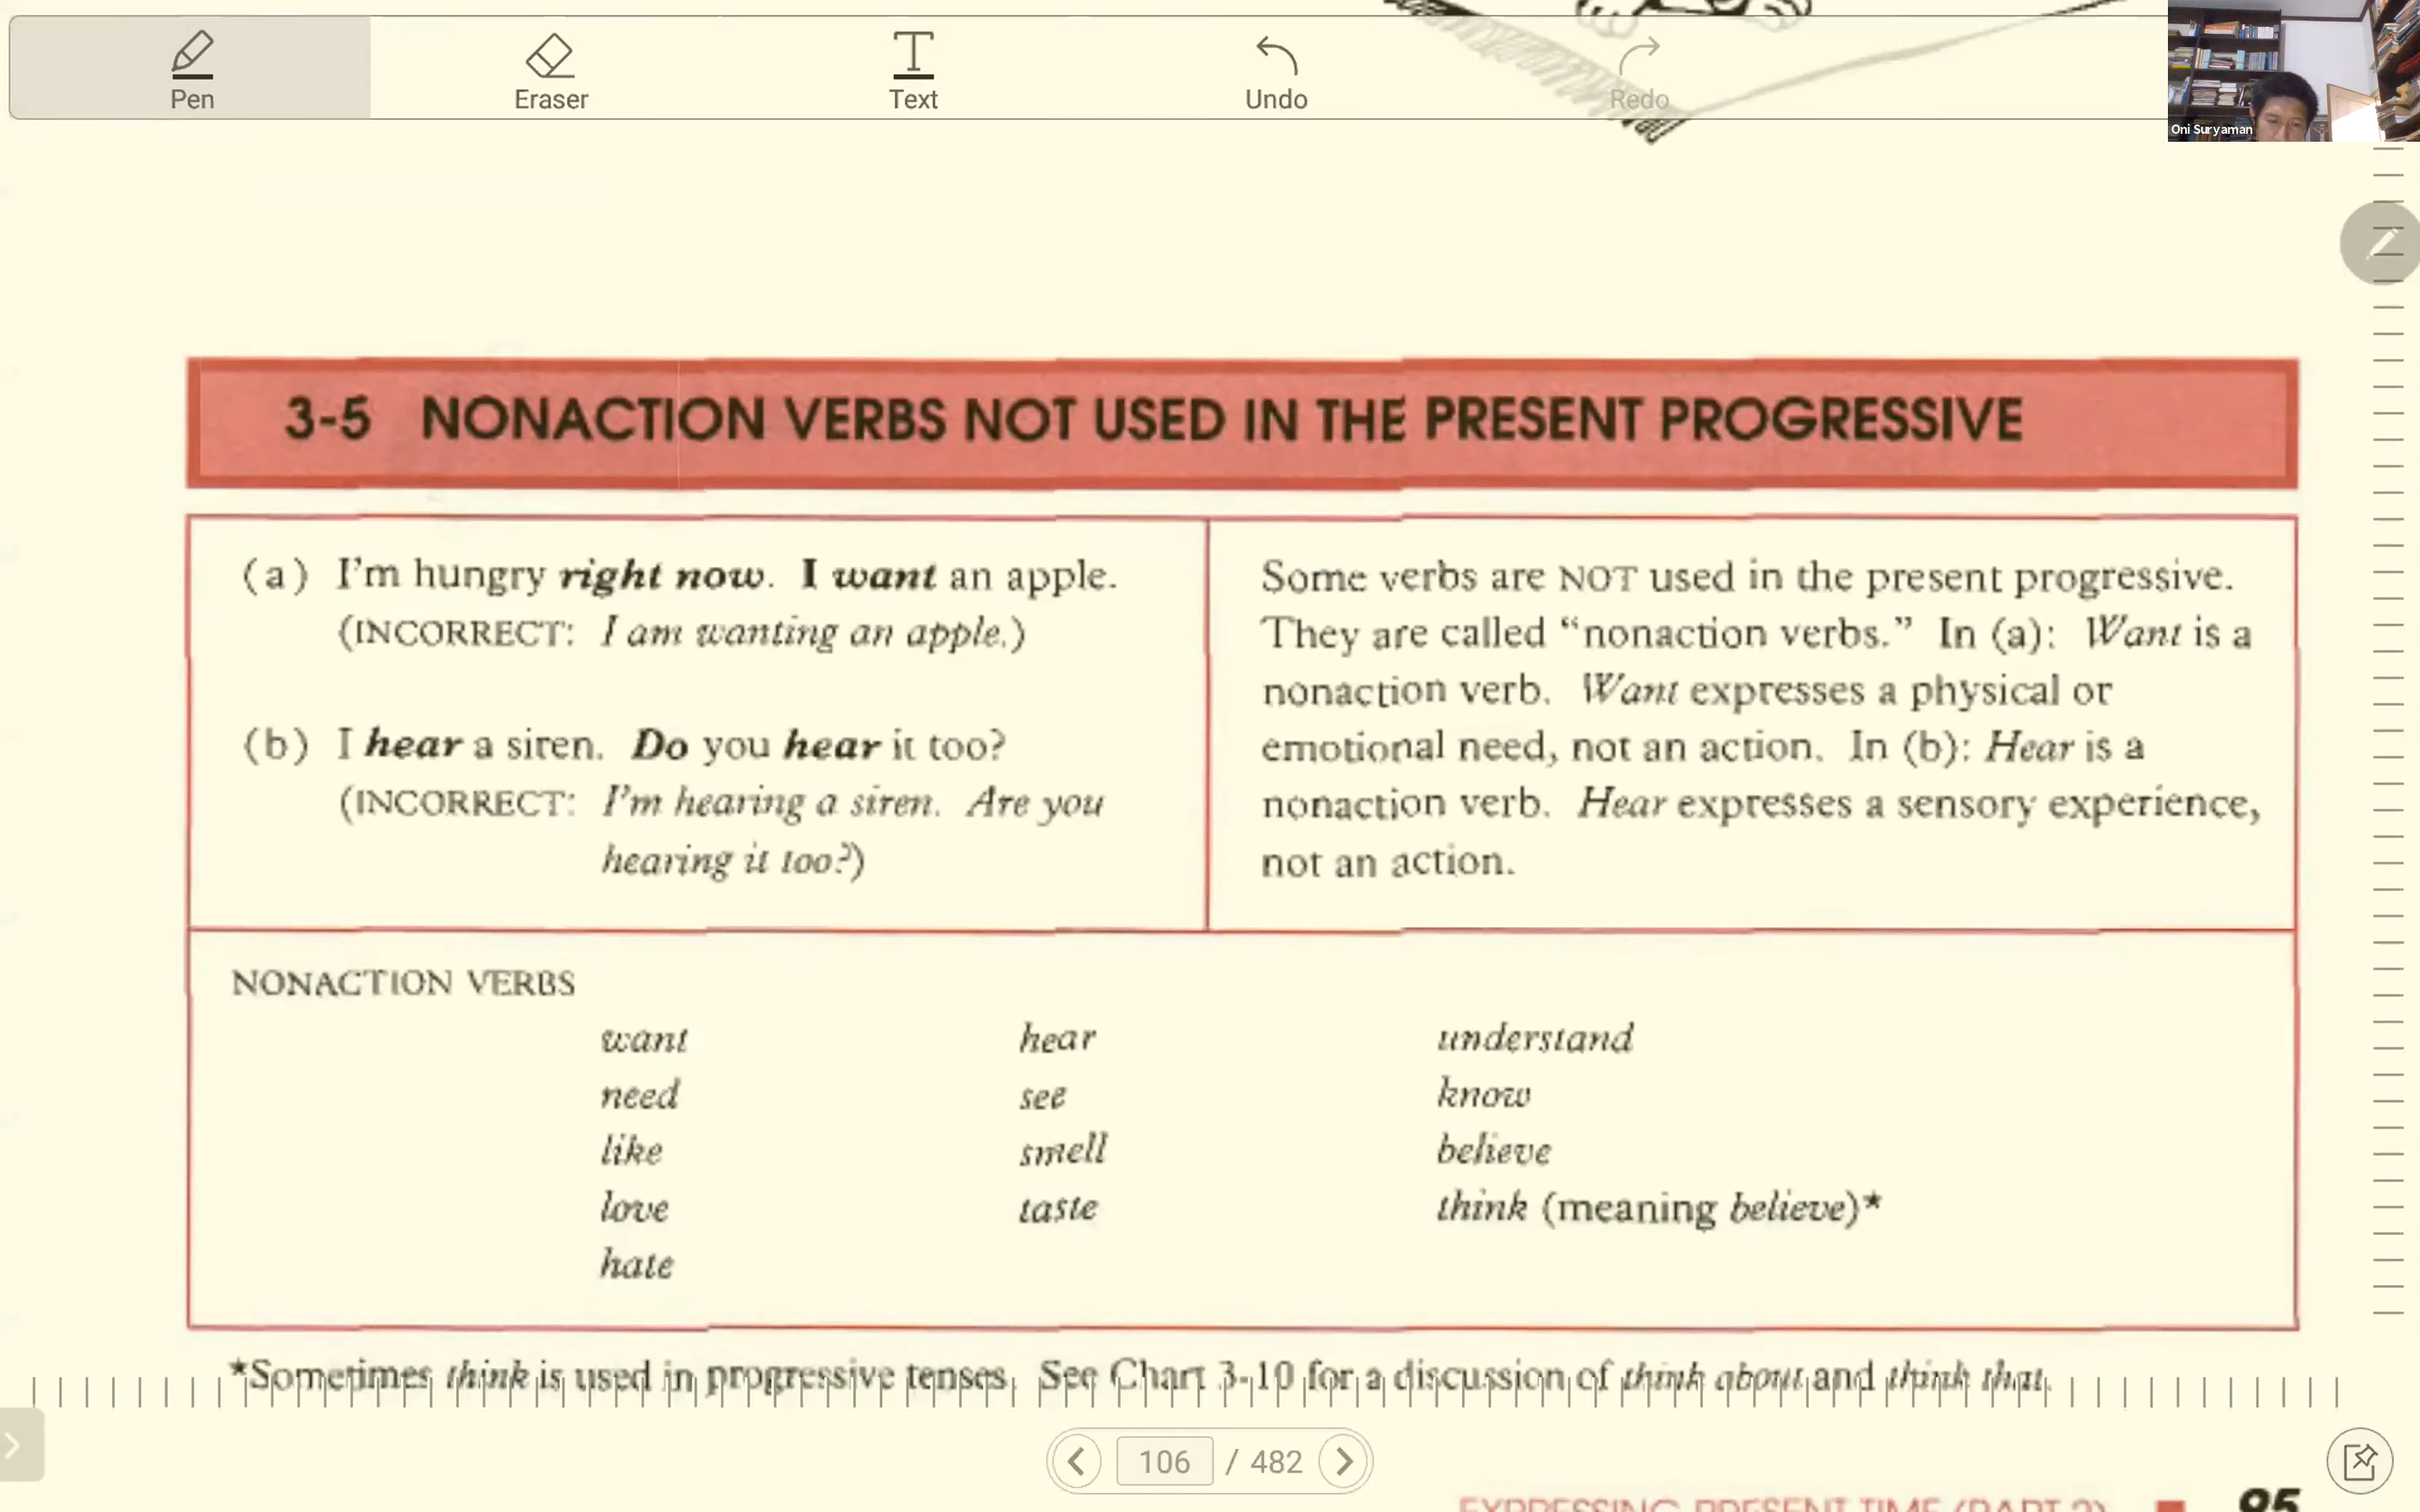 Pen
Eraser
Text
Undo
Redo
Oni Suryaman
3-5 NONACTION VERBS NOT USED IN THE PRESENT PROGRESSIVE
(a) I'm hungry right now. I want an apple.
(INCORRECT: I am wanting an apple.)
(b) I hear a siren. Do you hear it too?
(INCORRECT: I'm hearing a siren. Are you
hearing it too?)
Some verbs are NOT used in the present progressive.
They are called “nonaction verbs.” In (a): Want is a
nonaction verb. Want expresses a physical or
emotional need, not an action. In (b): Hear is a
nonaction verb. Hear expresses a sensory experience,
not an action.
NONACTION VERBS
want hear understand
need see know
like smell believe
love taste think (meaning believe)*
hate
*Sometimes think is used in progressive tenses. See Chart 3-10 for a discussion of think about and think that.
106 / 482
EXPRESSING PRESENT TIME (PART 2) 95